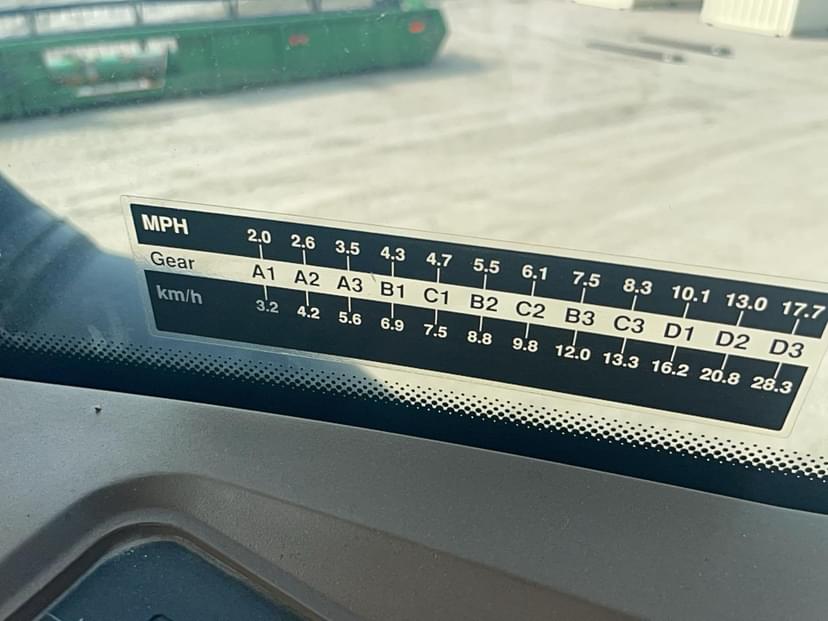 MPH 2.0 2.6 3.5 4.3 4.7 5.5 6.1 7.5 8.3 10.1 13.0 17.7
Gear A1 A2 A3 B1 C1 B2 C2 B3 C3 D1 D2 D3
km/h 3.2 4.2 5.6 6.9 7.5 8.8 9.8 12.0 13.3 16.2 20.8 28.3